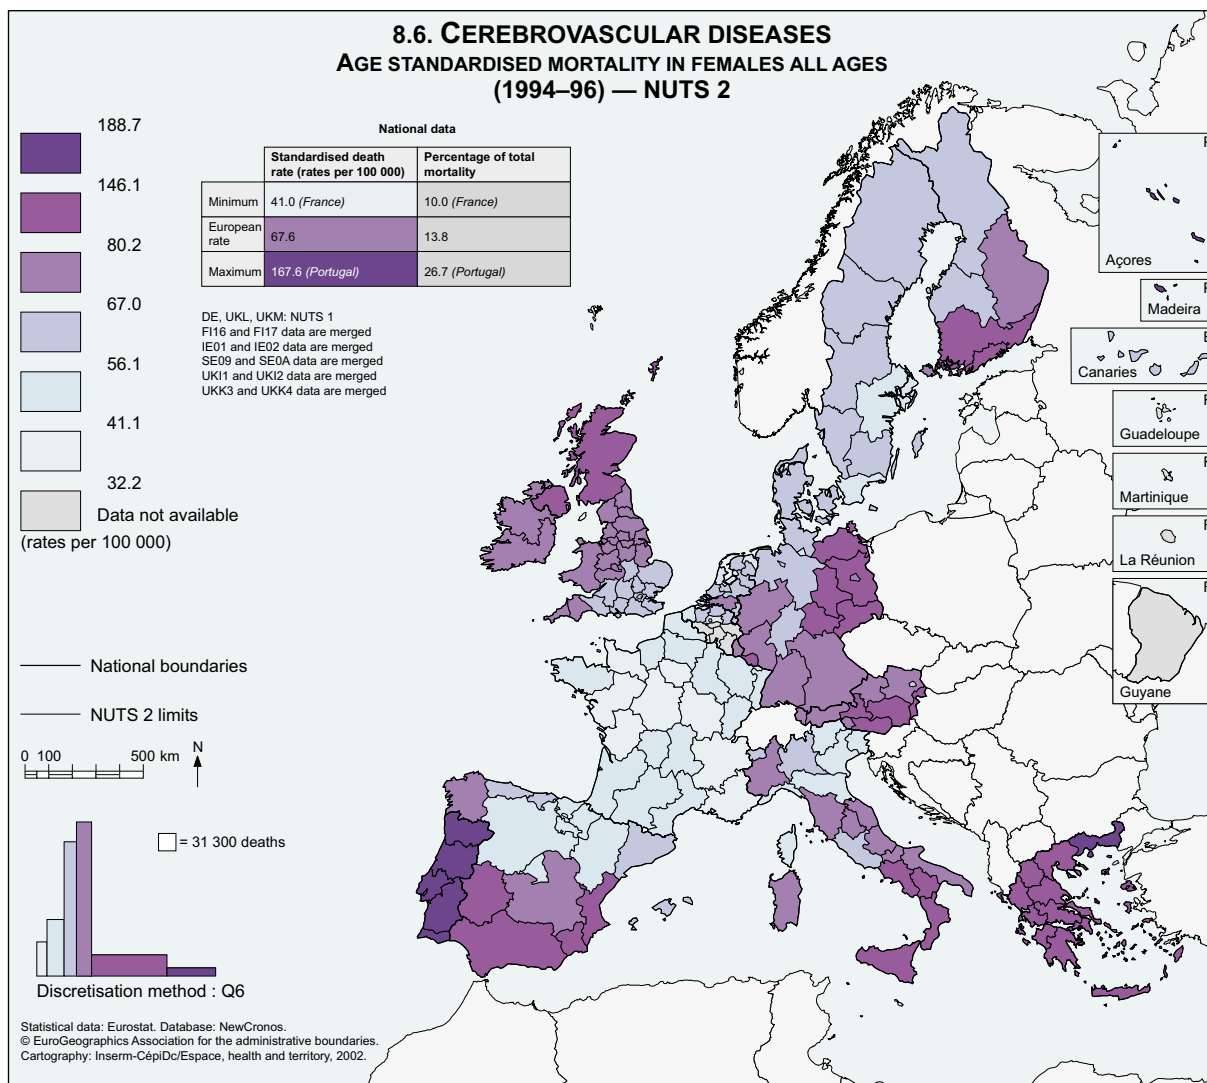 8.6. CEREBROVASCULAR DISEASES
AGE STANDARDISED MORTALITY IN FEMALES ALL AGES
(1994–96) — NUTS 2
188.7
146.1
80.2
67.0
56.1
41.1
32.2
Data not available
(rates per 100 000)
National data
Standardised death rate (rates per 100 000) Percentage of total mortality
Minimum 41.0 (France) 10.0 (France)
European rate 67.6 13.8
Maximum 167.6 (Portugal) 26.7 (Portugal)
DE, UKL, UKM: NUTS 1
FI16 and FI17 data are merged
IE01 and IE02 data are merged
SE09 and SE0A data are merged
UKI1 and UKI2 data are merged
UKK3 and UKK4 data are merged
Açores
Madeira
Canaries
Guadeloupe
Martinique
La Réunion
Guyane
National boundaries
NUTS 2 limits
0 100 500 km N
= 31 300 deaths
Discretisation method : Q6
Statistical data: Eurostat. Database: NewCronos.
© EuroGeographics Association for the administrative boundaries.
Cartography: Inserm-CépiDc/Espace, health and territory, 2002.